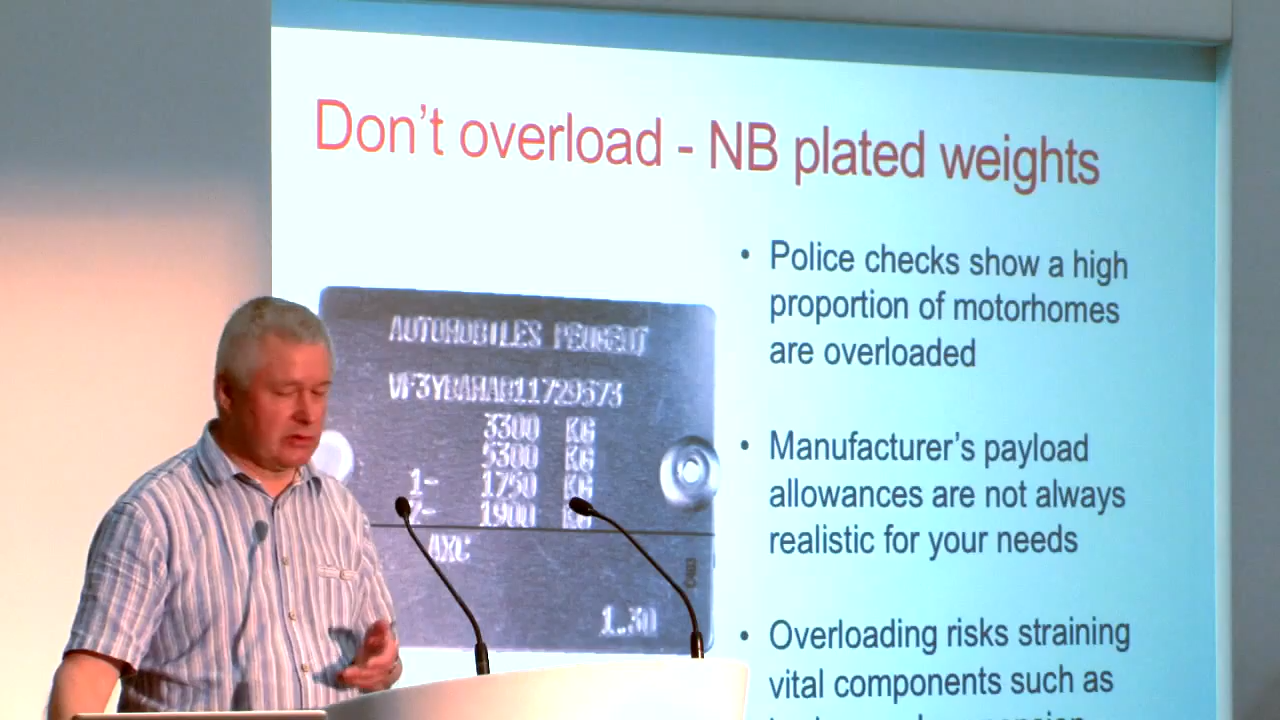 Don't overload - NB plated weights
AUTOMOBILES PEUGEOT
VF3YBAHAB11729573
3300 KG
5300 KG
1- 1750 KG
2- 1900 KG
AXC
1.30
• Police checks show a high
proportion of motorhomes
are overloaded
• Manufacturer's payload
allowances are not always
realistic for your needs
• Overloading risks straining
vital components such as